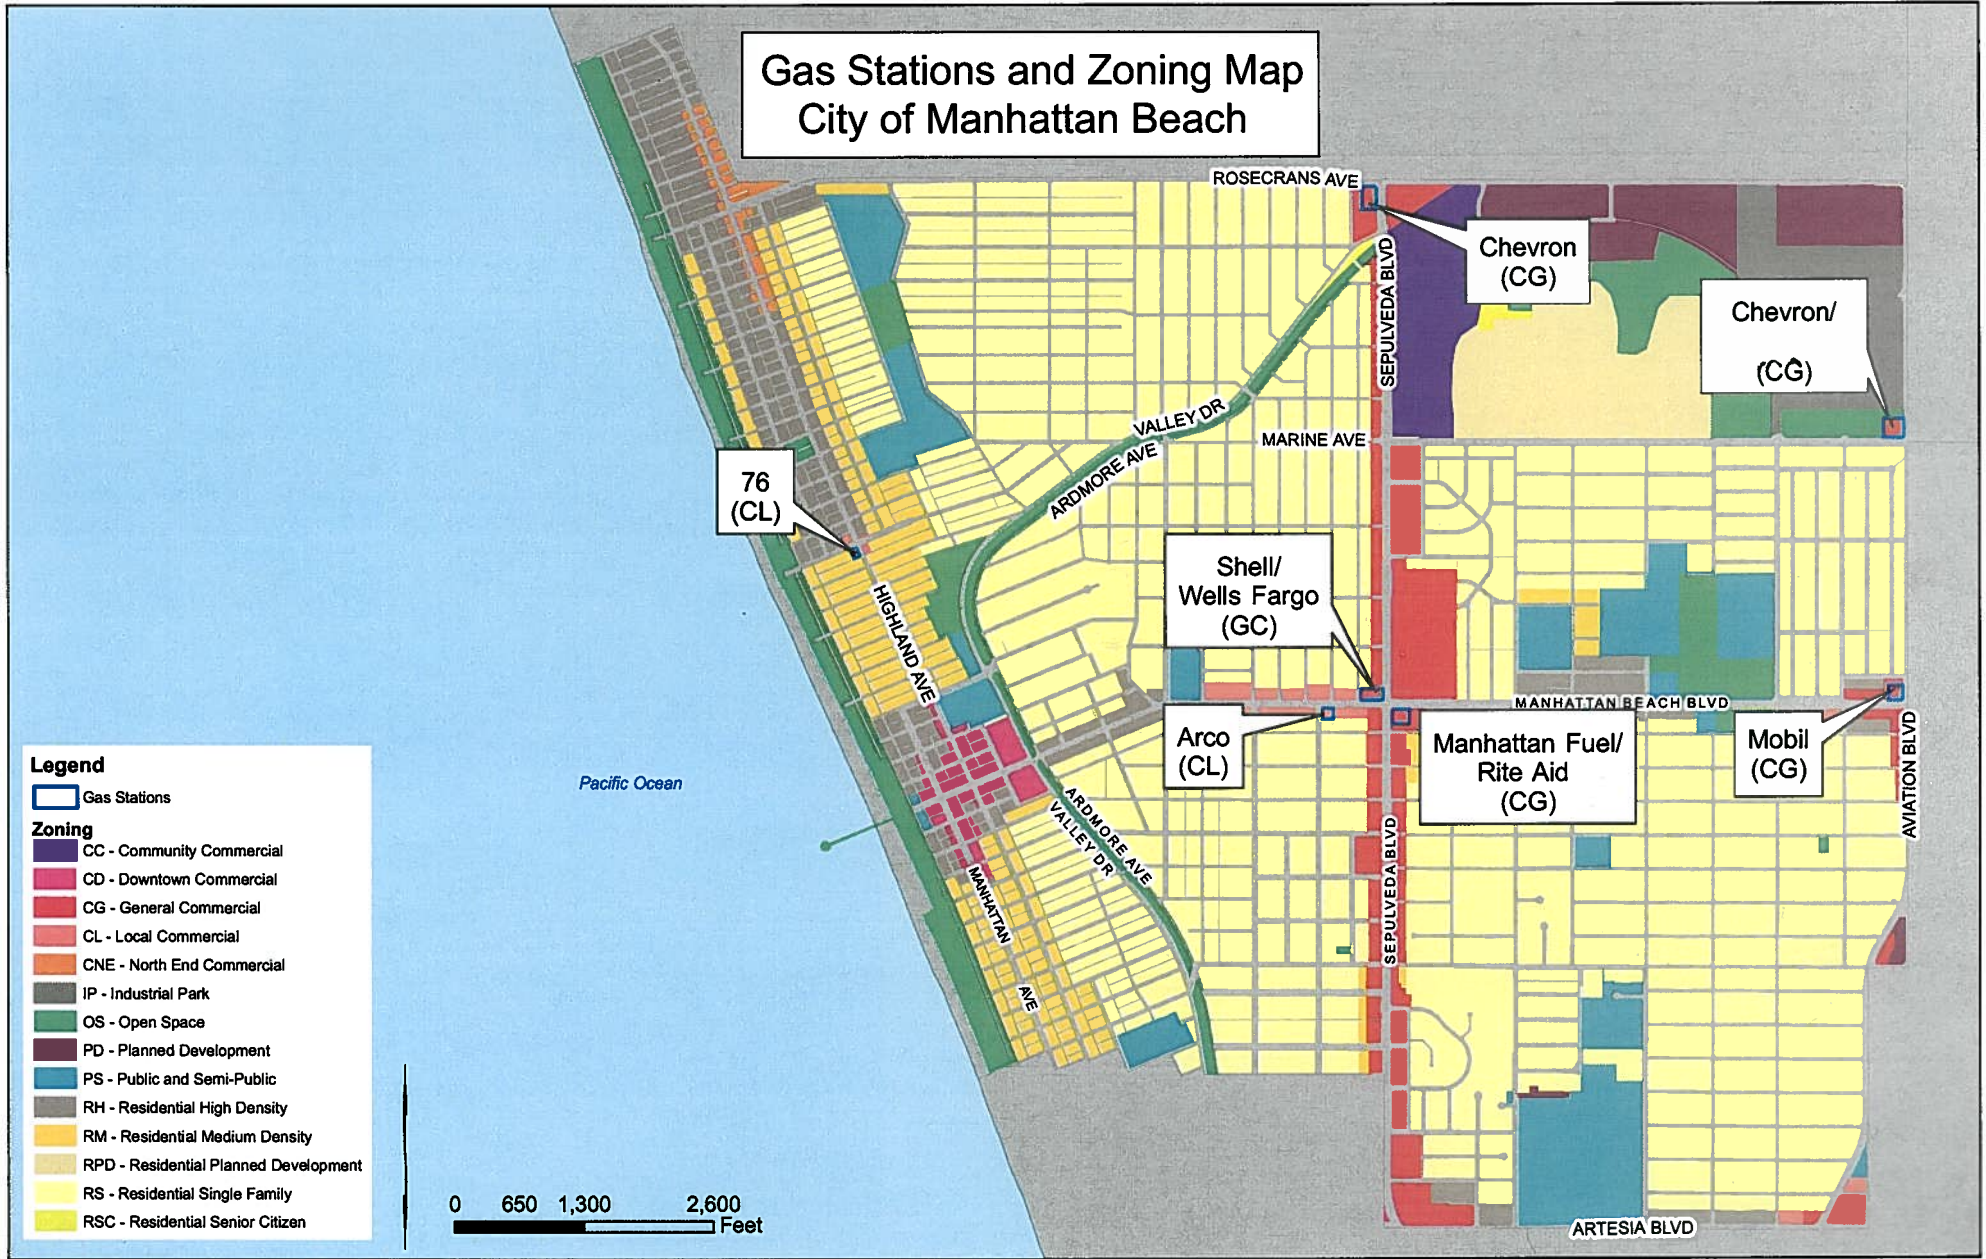 Gas Stations and Zoning Map
City of Manhattan Beach
ROSECRANS AVE
Chevron
(CG)
SEPULVEDA BLVD
Chevron/
(CG)
VALLEY DR
MARINE AVE
ARDMORE AVE
76
(CL)
Shell/
Wells Fargo
(GC)
HIGHLAND AVE
MANHATTAN BEACH BLVD
Arco
(CL)
Manhattan Fuel/
Rite Aid
(CG)
Mobil
(CG)
AVIATION BLVD
Pacific Ocean
ARDMORE AVE
VALLEY DR
SEPULVEDA BLVD
MANHATTAN
AVE
Legend
Gas Stations
Zoning
CC - Community Commercial
CD - Downtown Commercial
CG - General Commercial
CL - Local Commercial
CNE - North End Commercial
IP - Industrial Park
OS - Open Space
PD - Planned Development
PS - Public and Semi-Public
RH - Residential High Density
RM - Residential Medium Density
RPD - Residential Planned Development
RS - Residential Single Family
RSC - Residential Senior Citizen
0 650 1,300 2,600
Feet
ARTESIA BLVD